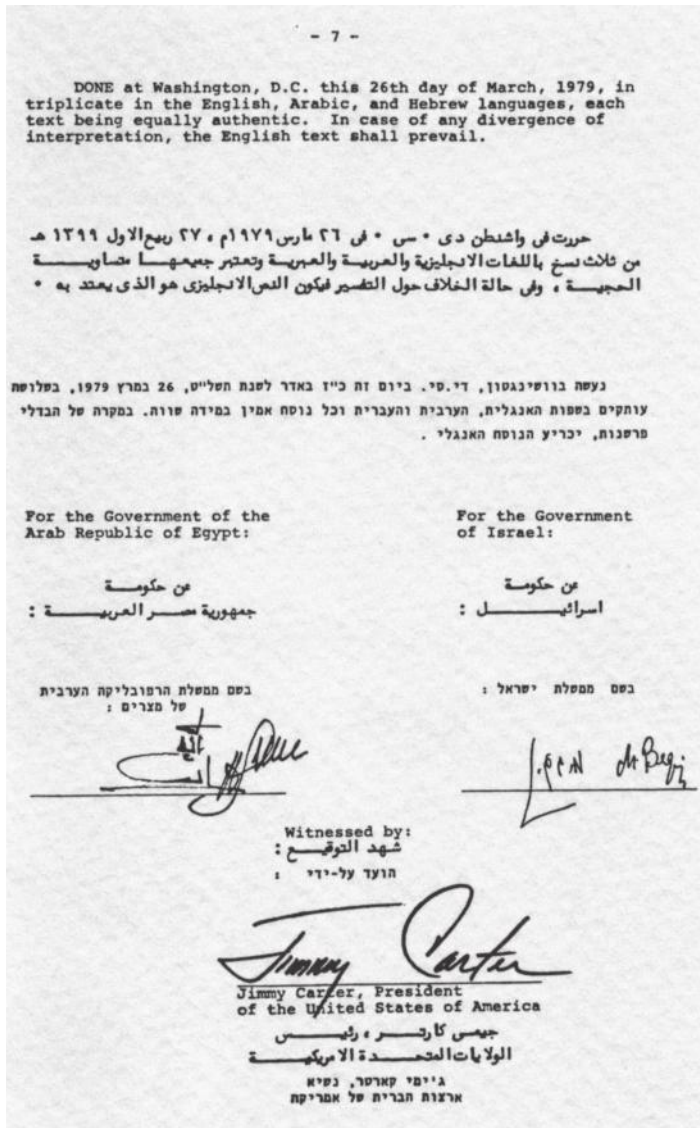 - 7 -
DONE at Washington, D.C. this 26th day of March, 1979, in
triplicate in the English, Arabic, and Hebrew languages, each
text being equally authentic. In case of any divergence of
interpretation, the English text shall prevail.
حررت فى واشنطن دى • سى • فى ٢٦ مارس ١٩٧٩م ، ٢٧ ربيع الاول ١٣٩٩ هـ
من ثلاث نسخ باللغات الانجليزية والعربية والعبرية وتعتبر جميعها متساوية
الحجية ، وفى حالة الخلاف حول التفسير فيكون النص الانجليزى هو الذى يعتد به •
נעשה בוושינגטון, די.סי. ביום זה כ"ז באדר לשנת תשל"ט, 26 במרץ 1979, בשלושה
עותקים בשפות האנגלית, הערבית והעברית וכל נוסח אמין במידה שווה. במקרה של הבדלי
פרשנות, יכריע הנוסח האנגלי .
For the Government of the
Arab Republic of Egypt:
For the Government
of Israel:
عن حكومة
جمهورية مصر العربية :
عن حكومة
اسرائيل :
בשם ממשלת הרפובליקה הערבית
של מצרים :
בשם ממשלת ישראל :
M Begin
Witnessed by:
شهد التوقيع :
הועד על-ידי :
Jimmy Carter
Jimmy Carter, President
of the United States of America
جيمى كارتر ، رئيس
الولايات المتحدة الامريكية
ג'ימי קארטר, נשיא
ארצות הברית של אמריקה